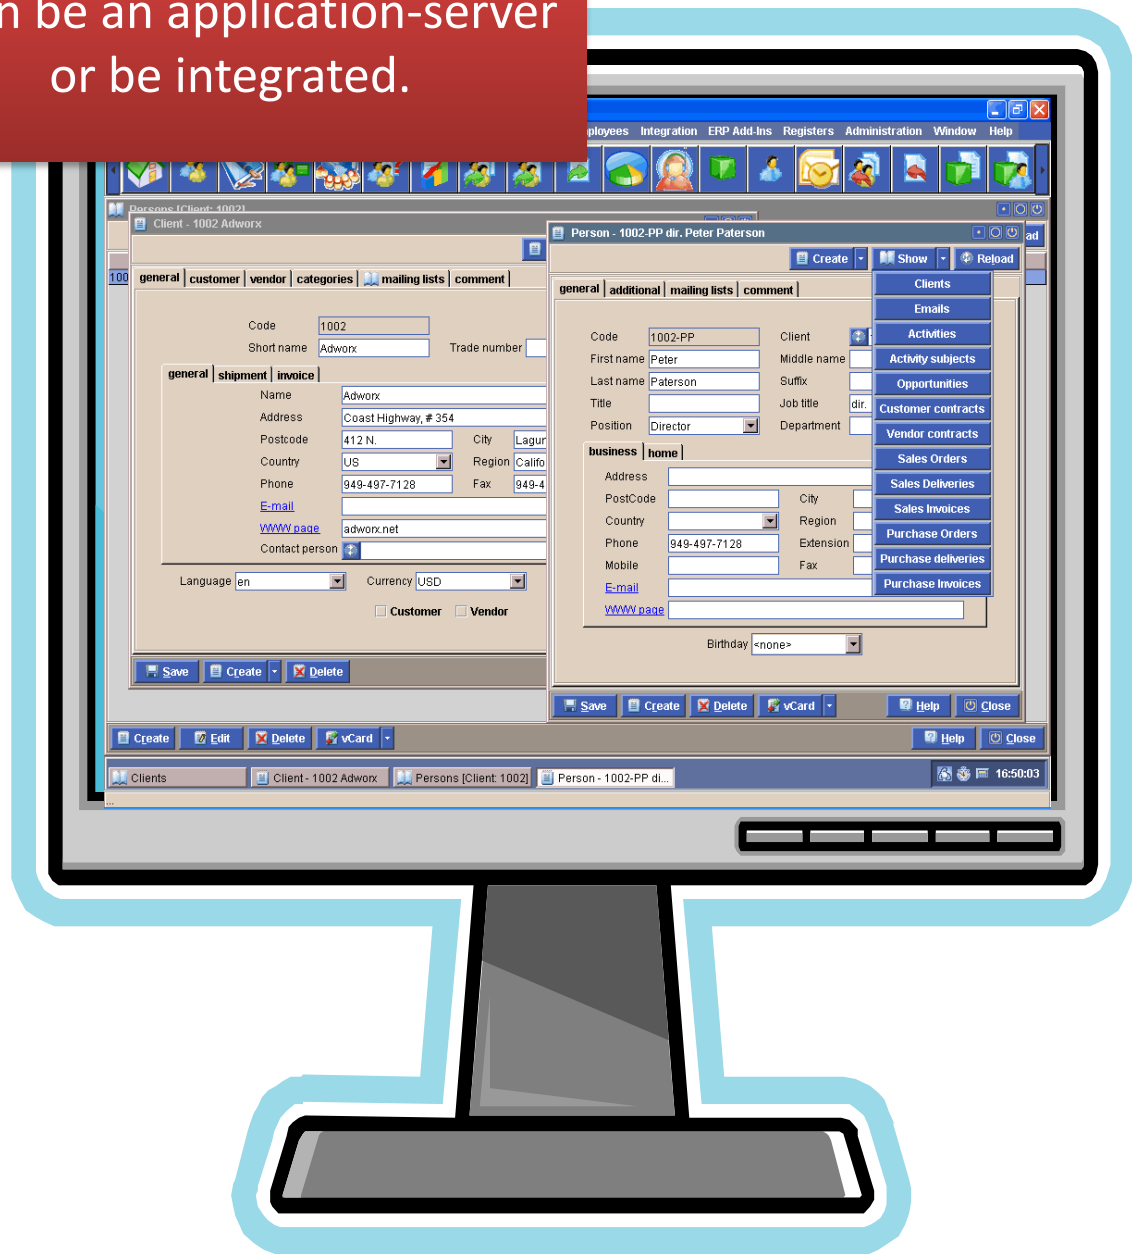 be an application-server
or be integrated.
Integration ERP Add-Ins Registers Administration Window Help
Persons [Client: 1002]
Client - 1002 Adworx
general customer vendor categories mailing lists comment
Code 1002
Short name Adworx Trade number
general shipment invoice
Name Adworx
Address Coast Highway, # 354
Postcode 412 N. City
Country US Region
Phone 949-497-7128 Fax
E-mail
WWW page adworx.net
Contact person
Language en Currency USD
Customer Vendor
Save Create Delete
Person - 1002-PP dir. Peter Paterson
Create Show Reload
general additional mailing lists comment
Code 1002-PP Client
First name Peter Middle name
Last name Paterson Suffix
Title Job title dir.
Position Director Department
business home
Address
PostCode City
Country Region
Phone 949-497-7128 Extension
Mobile Fax
E-mail
WWW page
Birthday <none>
Clients
Emails
Activities
Activity subjects
Opportunities
Customer contracts
Vendor contracts
Sales Orders
Sales Deliveries
Sales Invoices
Purchase Orders
Purchase deliveries
Purchase Invoices
Save Create Delete vCard Help Close
Create Edit Delete vCard Help Close
Clients Client - 1002 Adworx Persons [Client: 1002] Person - 1002-PP di... 16:50:03
...